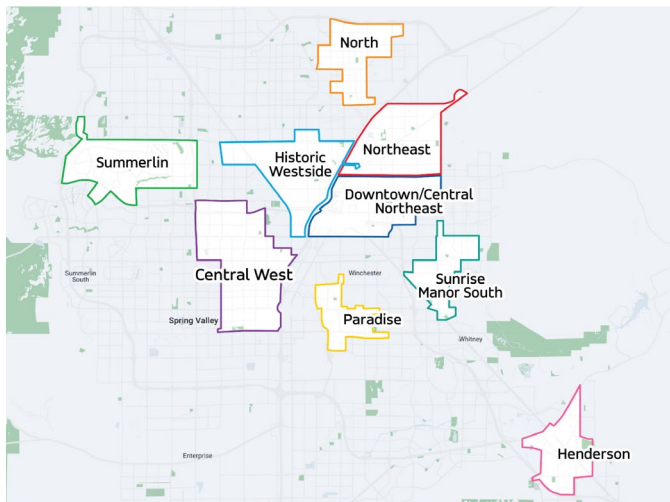 North
Northeast
Historic
Westside
Summerlin
Downtown/Central
Northeast
Central West
Summerlin
South
Winchester
Sunrise
Manor South
Spring Valley
Paradise
Whitney
Enterprise
Henderson